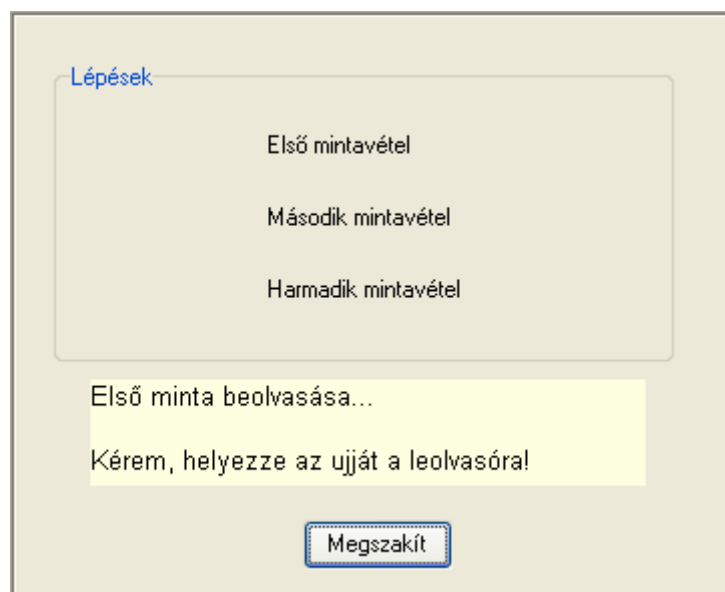 Lépések
Első mintavétel
Második mintavétel
Harmadik mintavétel
Első minta beolvasása...
Kérem, helyezze az ujját a leolvasóra!
Megszakít